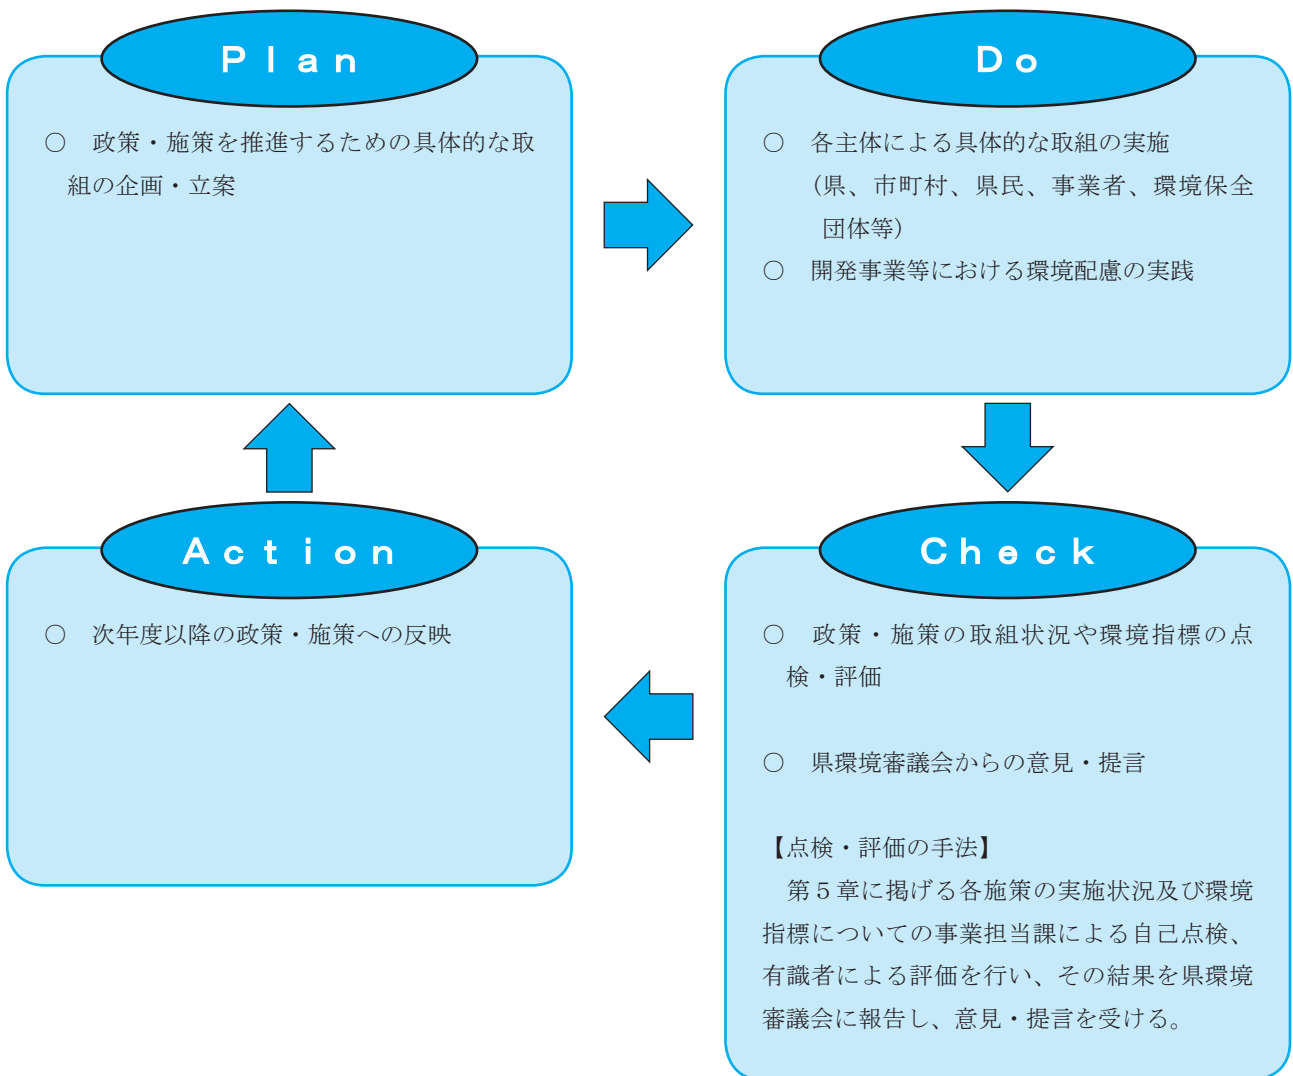 Plan
○ 政策・施策を推進するための具体的な取
組の企画・立案
Do
○ 各主体による具体的な取組の実施
(県、市町村、県民、事業者、環境保全
団体等)
○ 開発事業等における環境配慮の実践
Action
○ 次年度以降の政策・施策への反映
Check
○ 政策・施策の取組状況や環境指標の点
検・評価
○ 県環境審議会からの意見・提言
【点検・評価の手法】
第5章に掲げる各施策の実施状況及び環境
指標についての事業担当課による自己点検、
有識者による評価を行い、その結果を県環境
審議会に報告し、意見・提言を受ける。